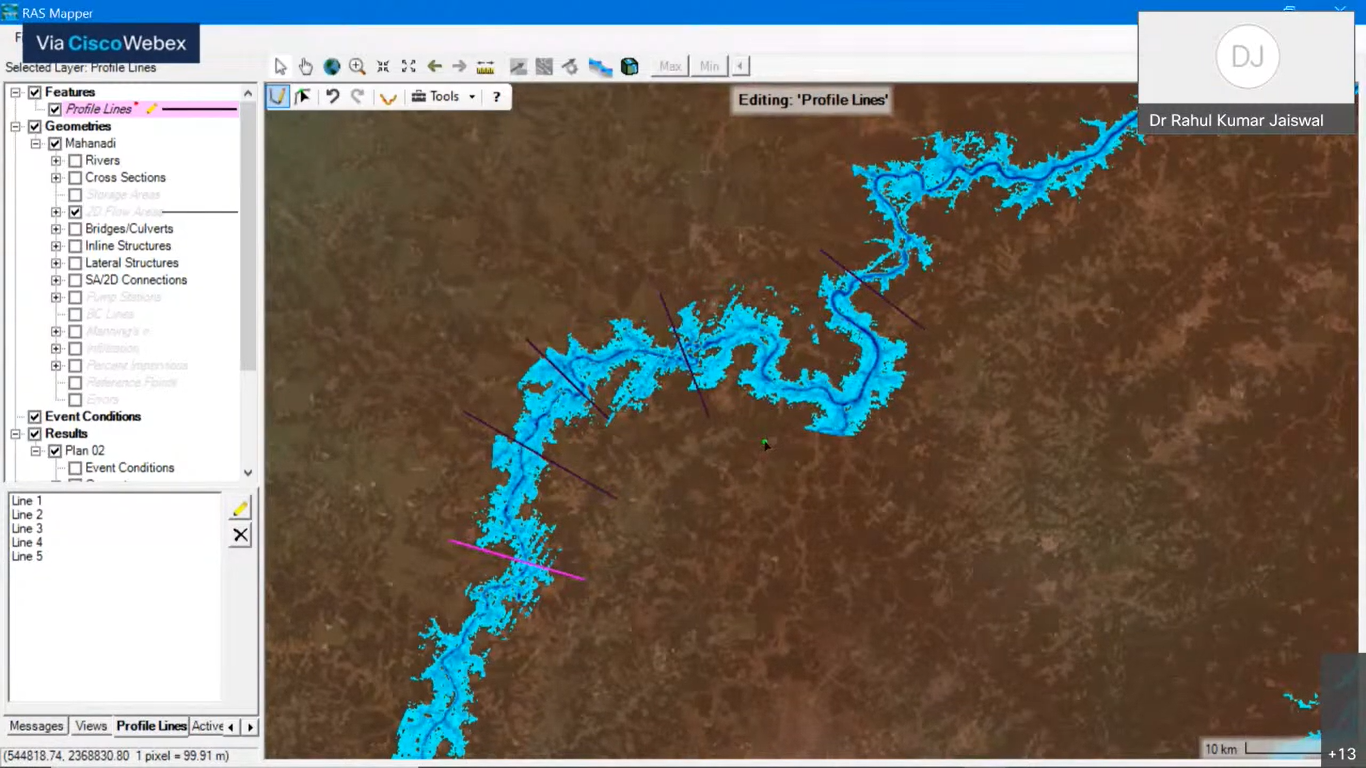 RAS Mapper
Via Cisco Webex
Selected Layer: Profile Lines
Max
Min
DJ
Dr Rahul Kumar Jaiswal
Tools
?
Editing: 'Profile Lines'
Features
Profile Lines
Geometries
Mahanadi
Rivers
Cross Sections
Storage Areas
2D Flow Areas
Bridges/Culverts
Inline Structures
Lateral Structures
SA/2D Connections
Pump Stations
BC Lines
Manning's n
Infiltration
Percent Impervious
Reference Points
Errors
Event Conditions
Results
Plan 02
Event Conditions
Line 1
Line 2
Line 3
Line 4
Line 5
Messages
Views
Profile Lines
Active
(544818.74, 2368830.80 1 pixel = 99.91 m)
10 km
+13